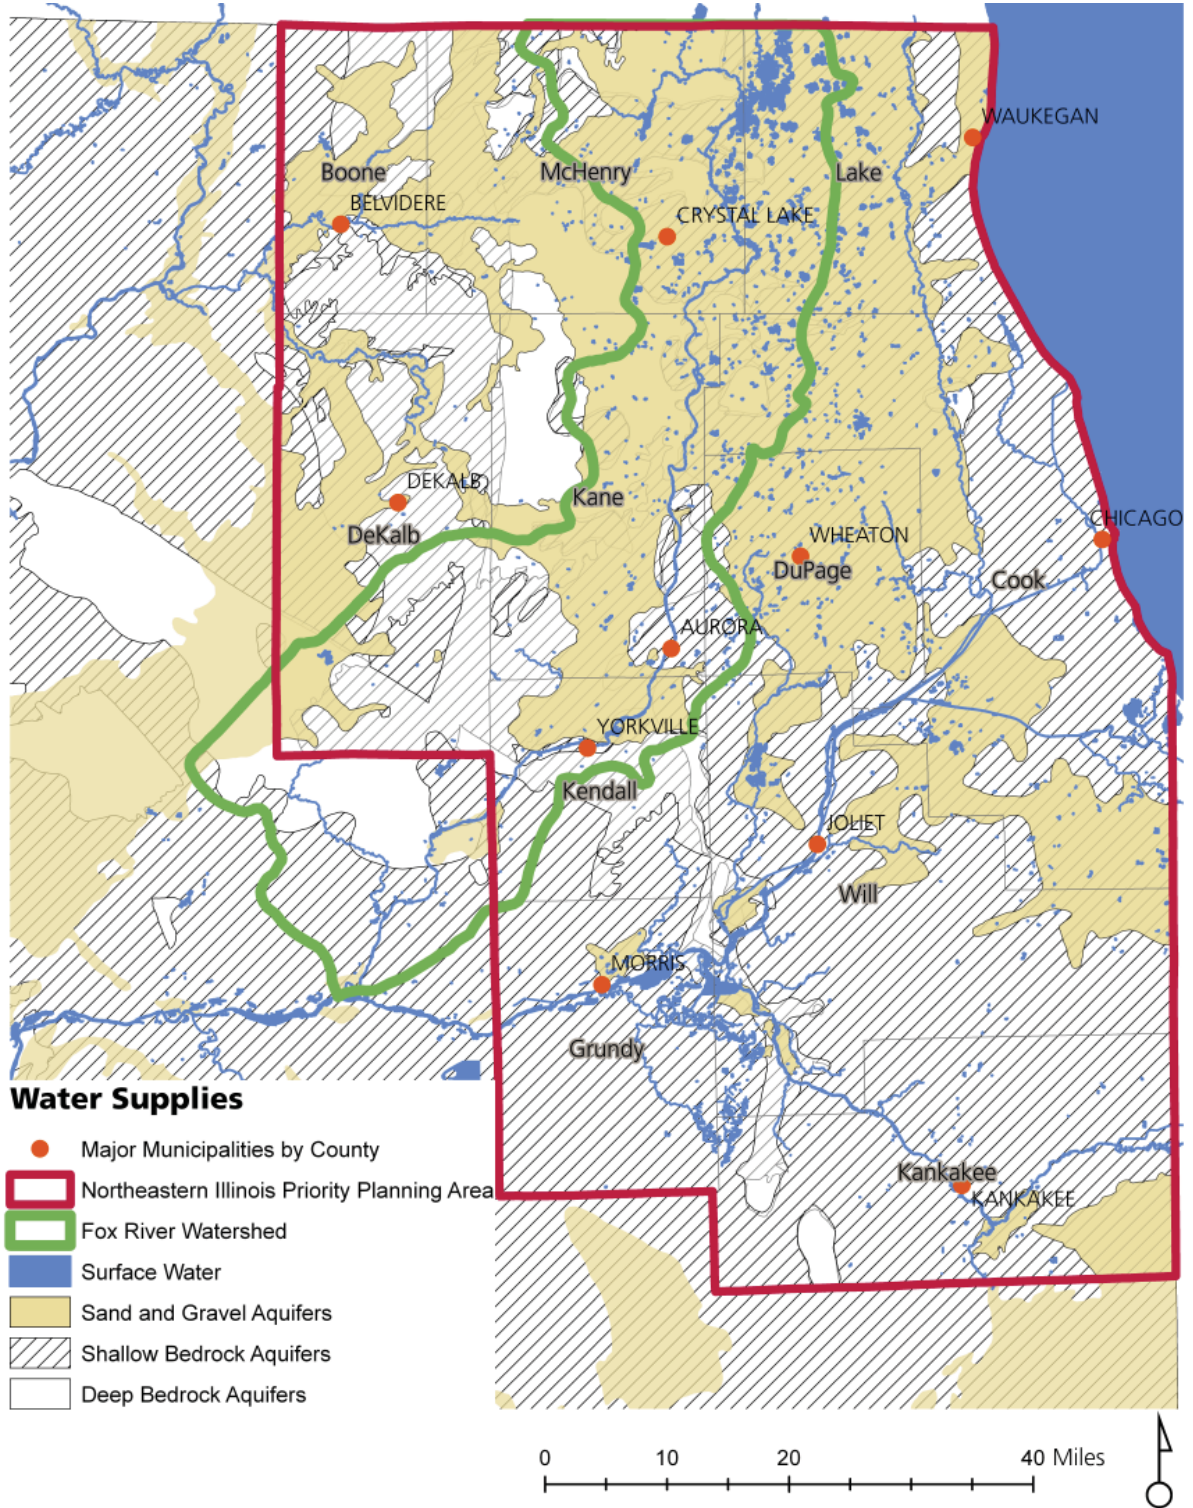 WAUKEGAN
Boone
McHenry
Lake
BELVIDERE
CRYSTAL LAKE
DEKALB
Kane
CHICAGO
DeKalb
WHEATON
DuPage
Cook
AURORA
YORKVILLE
Kendall
JOLIET
Will
MORRIS
Grundy
Kankakee
KANKAKEE
Water Supplies
Major Municipalities by County
Northeastern Illinois Priority Planning Area
Fox River Watershed
Surface Water
Sand and Gravel Aquifers
Shallow Bedrock Aquifers
Deep Bedrock Aquifers
0 10 20 40 Miles